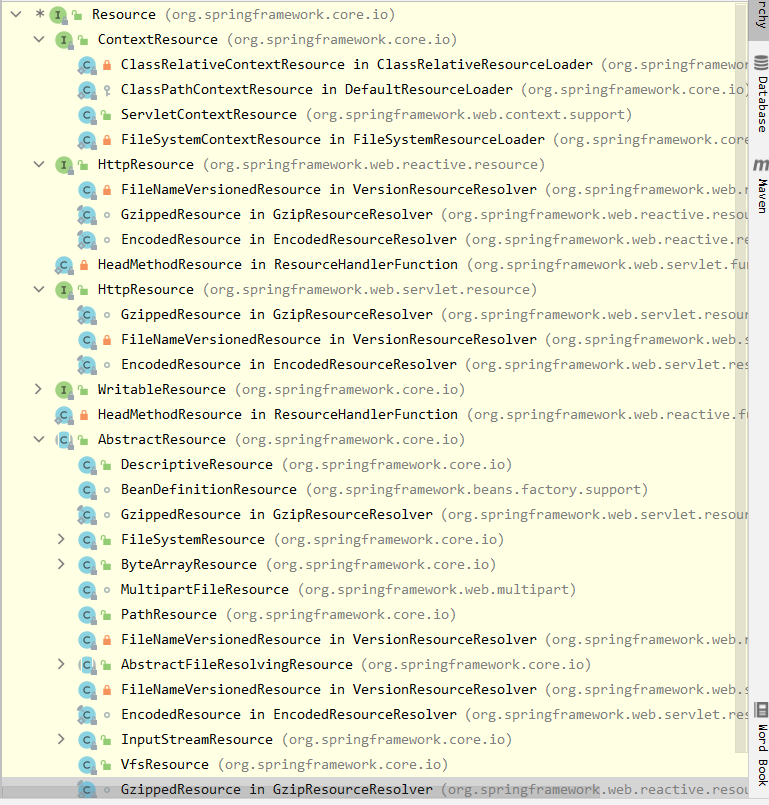 * Resource (org.springframework.core.io)
ContextResource (org.springframework.core.io)
ClassRelativeContextResource in ClassRelativeResourceLoader (org.springframework
ClassPathContextResource in DefaultResourceLoader (org.springframework.core.io)
ServletContextResource (org.springframework.web.context.support)
FileSystemContextResource in FileSystemResourceLoader (org.springframework.core
HttpResource (org.springframework.web.reactive.resource)
FileNameVersionedResource in VersionResourceResolver (org.springframework.web.r
GzippedResource in GzipResourceResolver (org.springframework.web.reactive.resou
EncodedResource in EncodedResourceResolver (org.springframework.web.reactive.re
HeadMethodResource in ResourceHandlerFunction (org.springframework.web.servlet.fu
HttpResource (org.springframework.web.servlet.resource)
GzippedResource in GzipResourceResolver (org.springframework.web.servlet.resour
FileNameVersionedResource in VersionResourceResolver (org.springframework.web.s
EncodedResource in EncodedResourceResolver (org.springframework.web.servlet.res
WritableResource (org.springframework.core.io)
HeadMethodResource in ResourceHandlerFunction (org.springframework.web.reactive.f
AbstractResource (org.springframework.core.io)
DescriptiveResource (org.springframework.core.io)
BeanDefinitionResource (org.springframework.beans.factory.support)
GzippedResource in GzipResourceResolver (org.springframework.web.servlet.resour
FileSystemResource (org.springframework.core.io)
ByteArrayResource (org.springframework.core.io)
MultipartFileResource (org.springframework.web.multipart)
PathResource (org.springframework.core.io)
FileNameVersionedResource in VersionResourceResolver (org.springframework.web.r
AbstractFileResolvingResource (org.springframework.core.io)
FileNameVersionedResource in VersionResourceResolver (org.springframework.web.s
EncodedResource in EncodedResourceResolver (org.springframework.web.servlet.res
InputStreamResource (org.springframework.core.io)
VfsResource (org.springframework.core.io)
GzippedResource in GzipResourceResolver (org.springframework.web.reactive.resou
rchy
Database
m Maven
Word Book